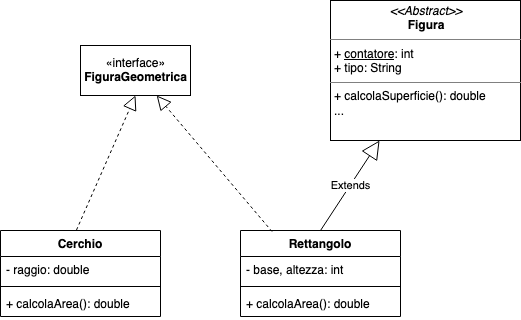 <<Abstract>>
Figura
+ contatore: int
+ tipo: String
+ calcolaSuperficie(): double
...
«interface»
FiguraGeometrica
Extends
Cerchio
- raggio: double
+ calcolaArea(): double
Rettangolo
- base, altezza: int
+ calcolaArea(): double